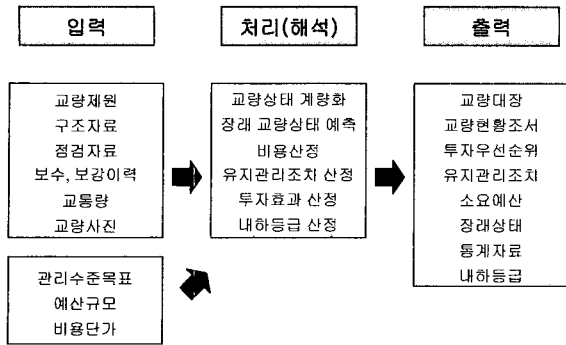 입력
교량제원
구조자료
점검자료
보수, 보강이력
교통량
교량사진
관리수준목표
예산규모
비용단가
처리(해석)
교량상태 계량화
장래 교량상태 예측
비용산정
유지관리조치 산정
투자효과 산정
내하등급 산정
출력
교량대장
교량현황조서
투자우선순위
유지관리조치
소요예산
장래상태
통계자료
내하등급